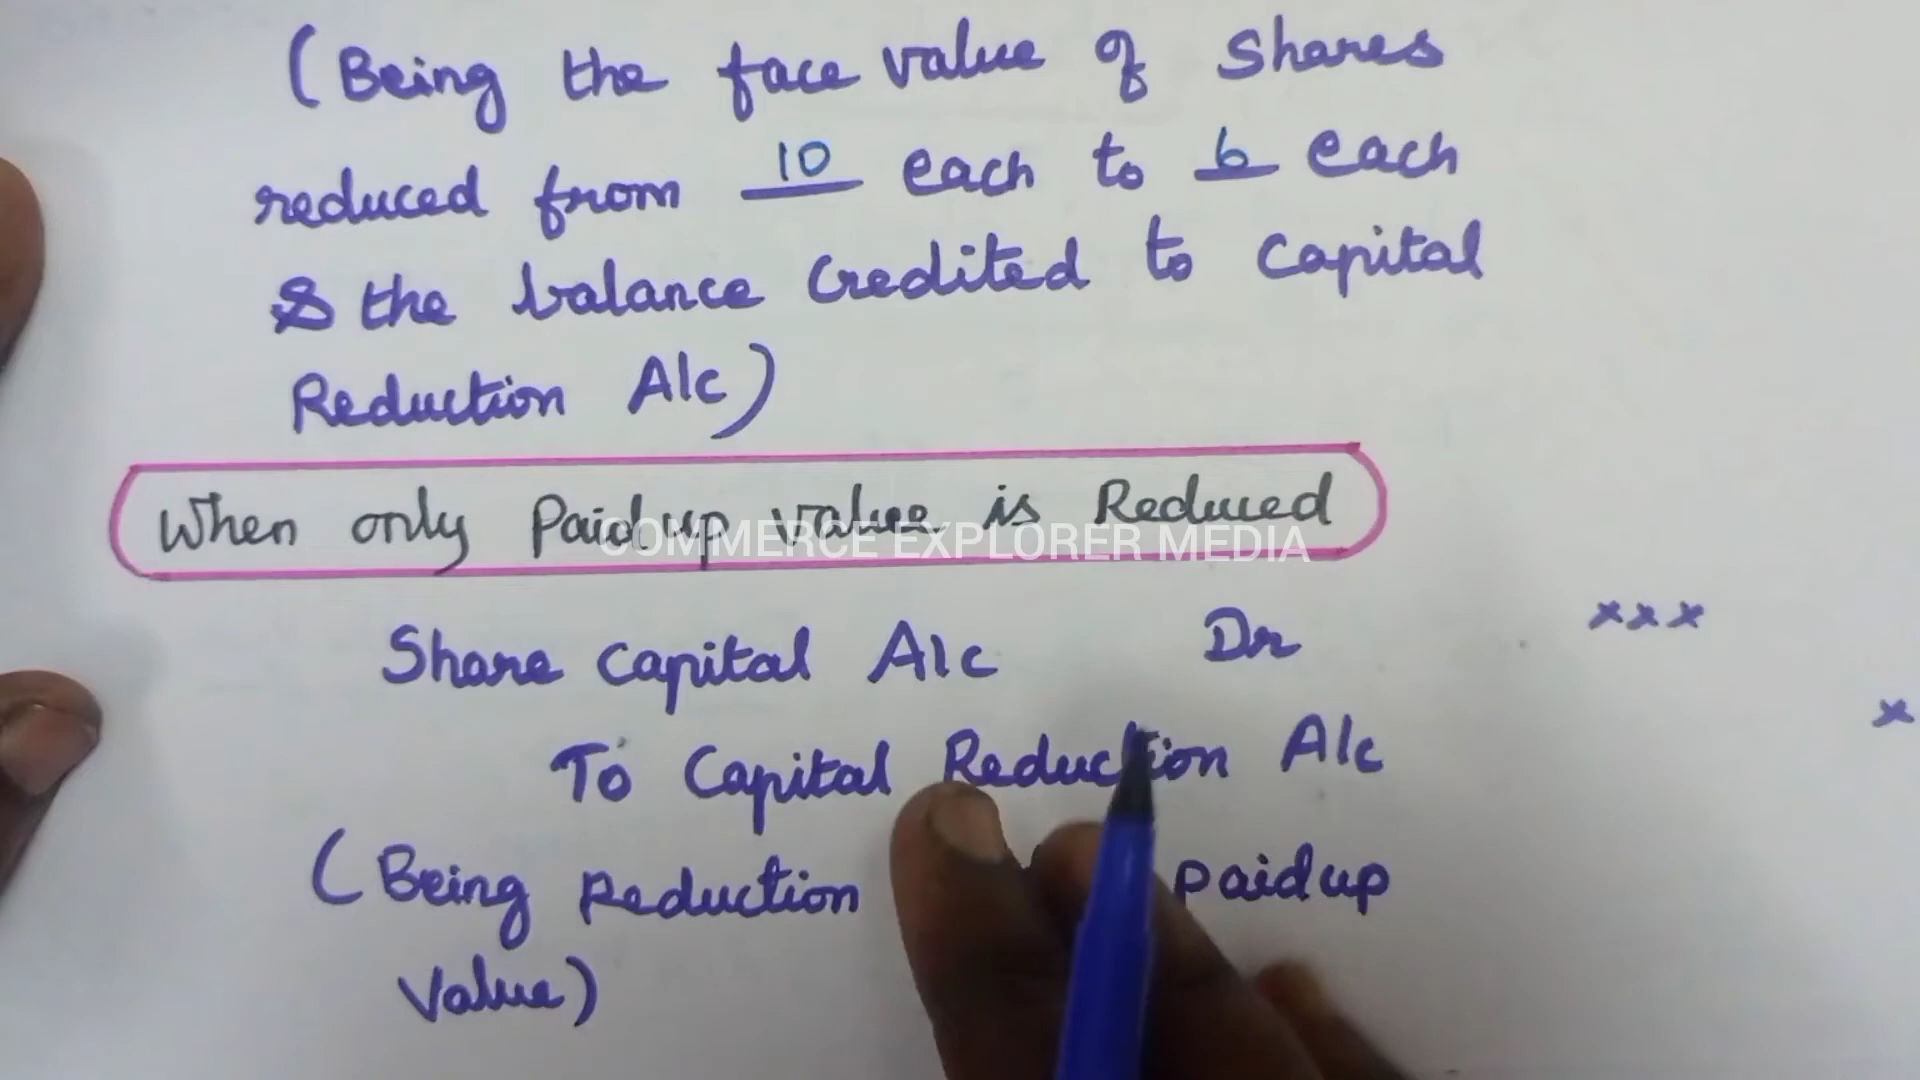 (Being the face value of Shares
reduced from 10 each to 6 each
& the balance Credited to Capital
Reduction A/c)
When only Paidup value is Reduced
COMMERCE EXPLORER MEDIA
Share Capital A/c Dr xxx
To Capital Reduction A/c x
(Being Reduction paidup
Value)